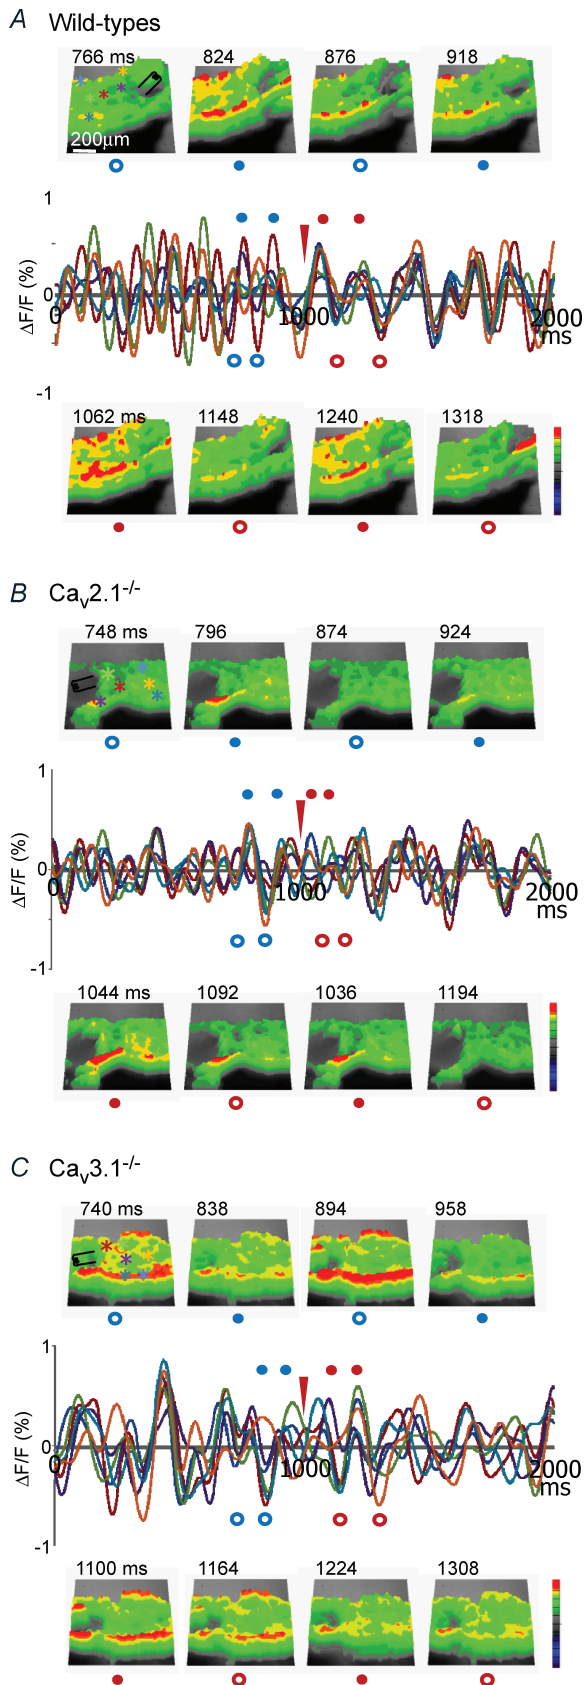 A Wild-types
766 ms 824 876 918
200µm
1
ΔF/F (%)
0
0 1000 2000
ms
-1
1062 ms 1148 1240 1318
B Cav2.1-/-
748 ms 796 874 924
1
ΔF/F (%)
0
0 1000 2000
ms
-1
1044 ms 1092 1036 1194
C Cav3.1-/-
740 ms 838 894 958
1
ΔF/F (%)
0
0 1000 2000
ms
-1
1100 ms 1164 1224 1308